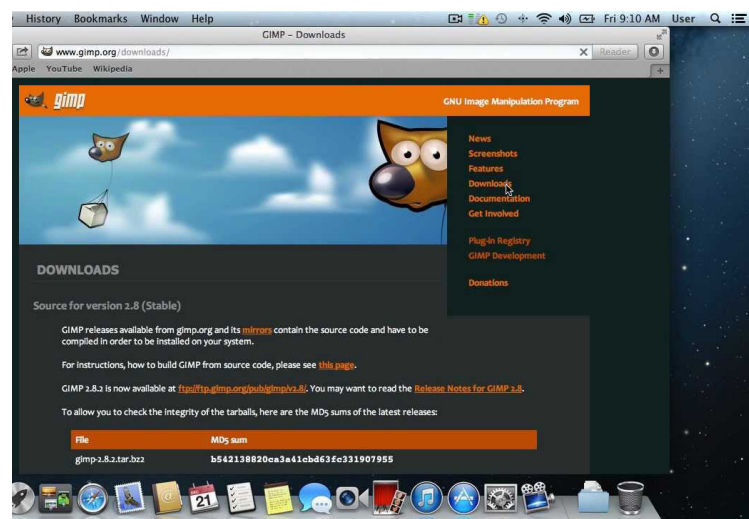 History Bookmarks Window Help Fri 9:10 AM User
GIMP – Downloads
www.gimp.org/downloads/ Reader
Apple YouTube Wikipedia
gimp GNU Image Manipulation Program
News
Screenshots
Features
Downloads
Documentation
Get Involved
Plug-in Registry
GIMP Development
Donations
DOWNLOADS
Source for version 2.8 (Stable)
GIMP releases available from gimp.org and its mirrors contain the source code and have to be
compiled in order to be installed on your system.
For instructions, how to build GIMP from source code, please see this page.
GIMP 2.8.2 is now available at ftp://ftp.gimp.org/pub/gimp/v2.8/. You may want to read the Release Notes for GIMP 2.8.
To allow you to check the integrity of the tarballs, here are the MD5 sums of the latest releases:
File MD5 sum
gimp-2.8.2.tar.bz2 b542138820ca3a41cbd63fc331907955
21